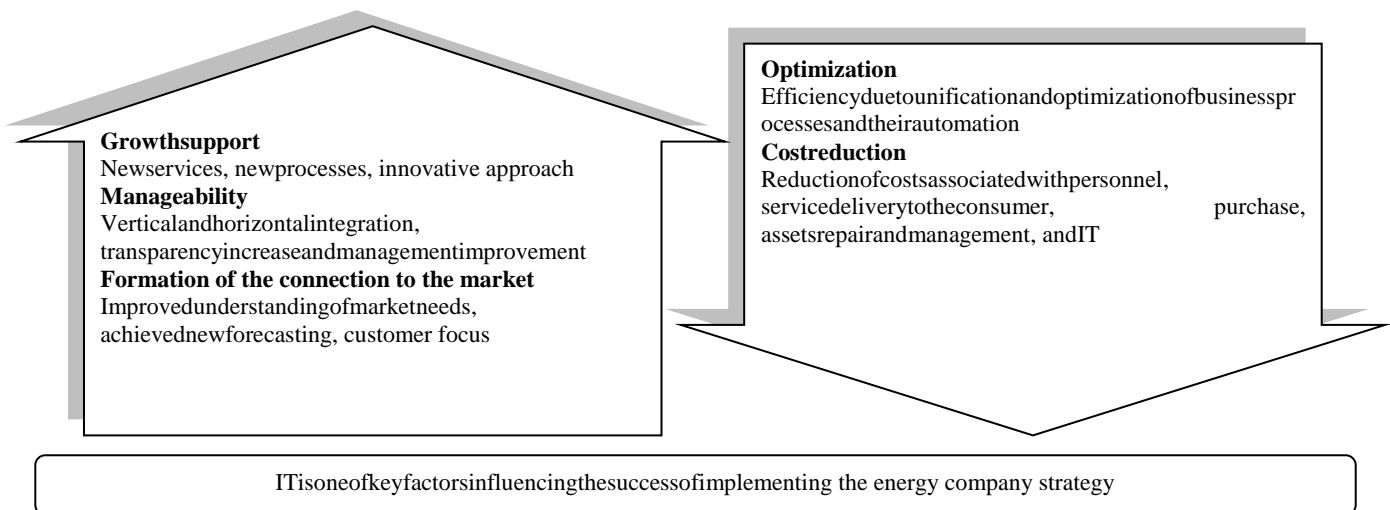 Growthsupport
Newservices, newprocesses, innovative approach
Manageability
Verticalandhorizontalintegration,
transparencyincreaseandmanagementimprovement
Formation of the connection to the market
Improvedunderstandingofmarketneeds,
achievednewforecasting, customer focus
Optimization
Efficiencyduetounificationandoptimizationofbusinesspr
ocessesandtheirautomation
Costreduction
Reductionofcostsassociatedwithpersonnel,
servicedeliverytotheconsumer, purchase,
assetsrepairandmanagement, andIT
ITisoneofkeyfactorsinfluencingthesuccessofimplementing the energy company strategy